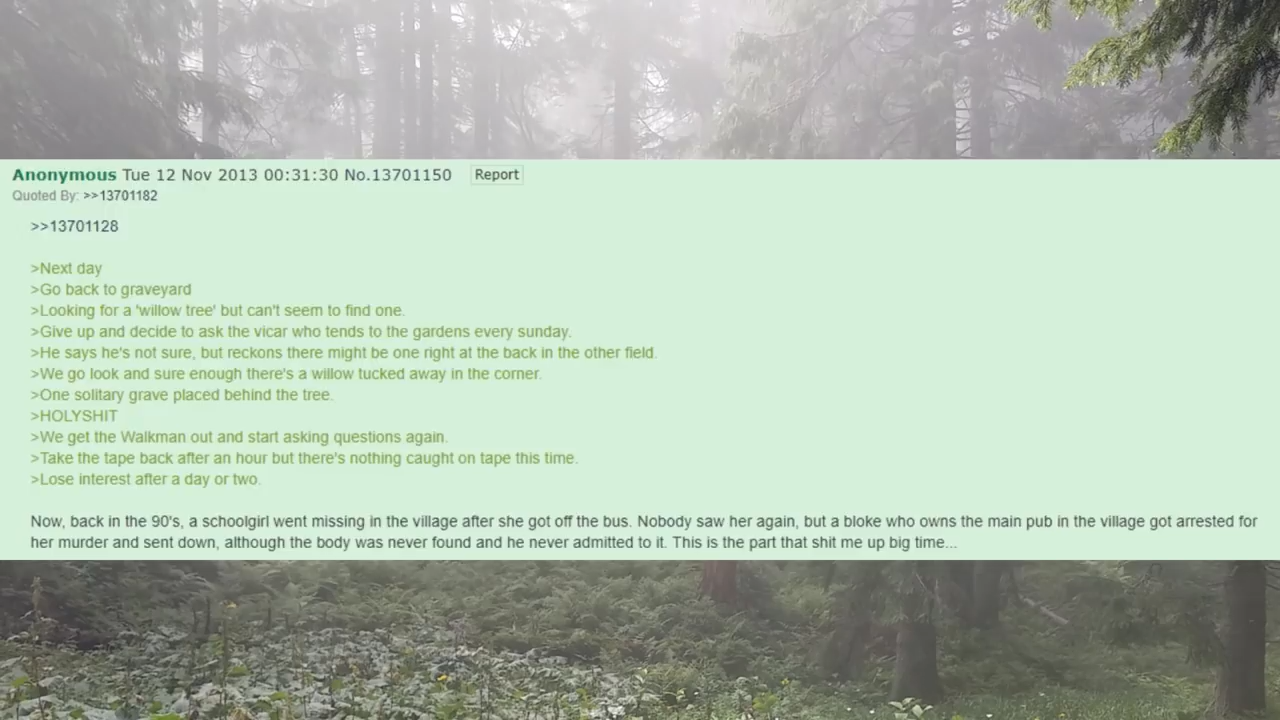 Anonymous Tue 12 Nov 2013 00:31:30 No.13701150 Report
Quoted By: >>13701182
>>13701128
>Next day
>Go back to graveyard
>Looking for a 'willow tree' but can't seem to find one.
>Give up and decide to ask the vicar who tends to the gardens every sunday.
>He says he's not sure, but reckons there might be one right at the back in the other field.
>We go look and sure enough there's a willow tucked away in the corner.
>One solitary grave placed behind the tree.
>HOLYSHIT
>We get the Walkman out and start asking questions again.
>Take the tape back after an hour but there's nothing caught on tape this time.
>Lose interest after a day or two.
Now, back in the 90's, a schoolgirl went missing in the village after she got off the bus. Nobody saw her again, but a bloke who owns the main pub in the village got arrested for
her murder and sent down, although the body was never found and he never admitted to it. This is the part that shit me up big time...